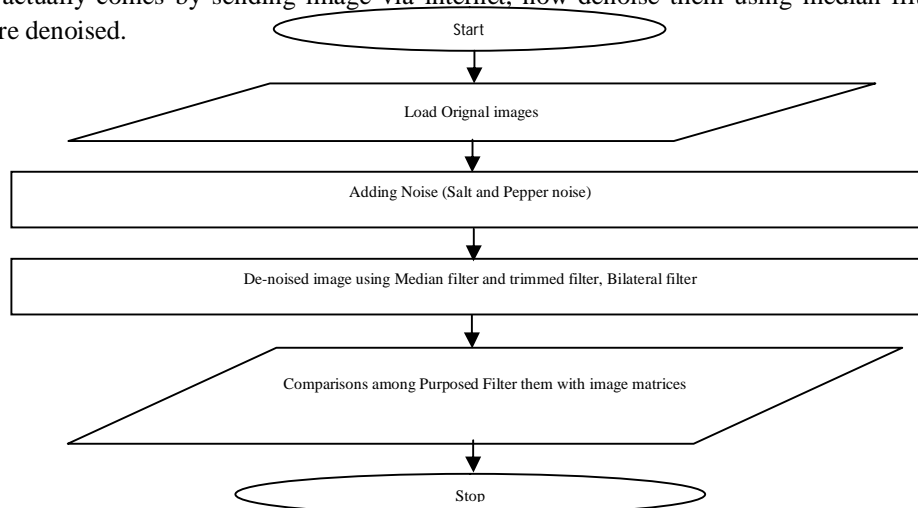 actually comes by sending image via internet, now denoise them using median
re denoised.
Start
Load Orignal images
Adding Noise (Salt and Pepper noise)
De-noised image using Median filter and trimmed filter, Bilateral filter
Comparisons among Purposed Filter them with image matrices
Stop